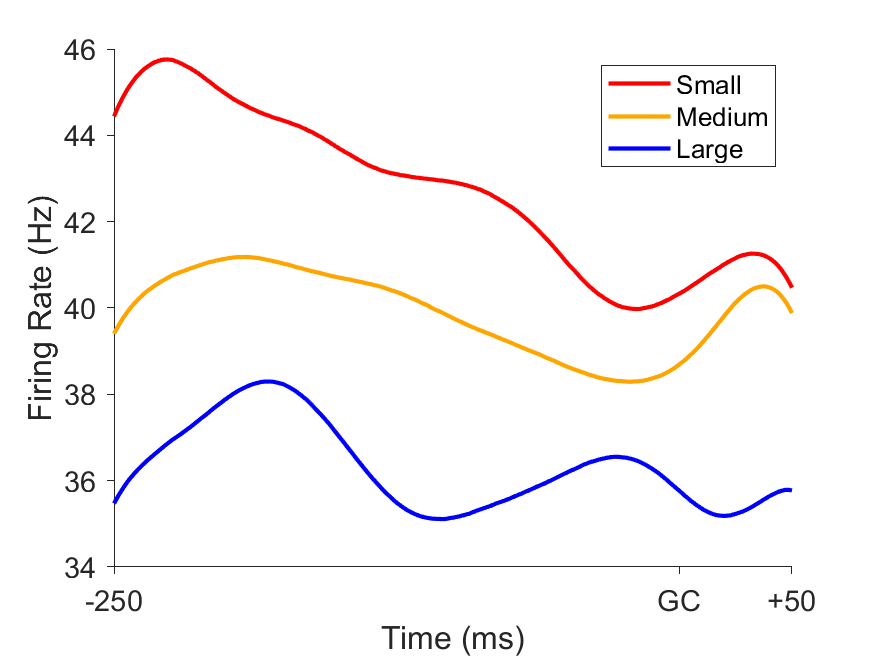 46
44
42
40
38
36
34
Firing Rate (Hz)
Small
Medium
Large
-250
GC
+50
Time (ms)